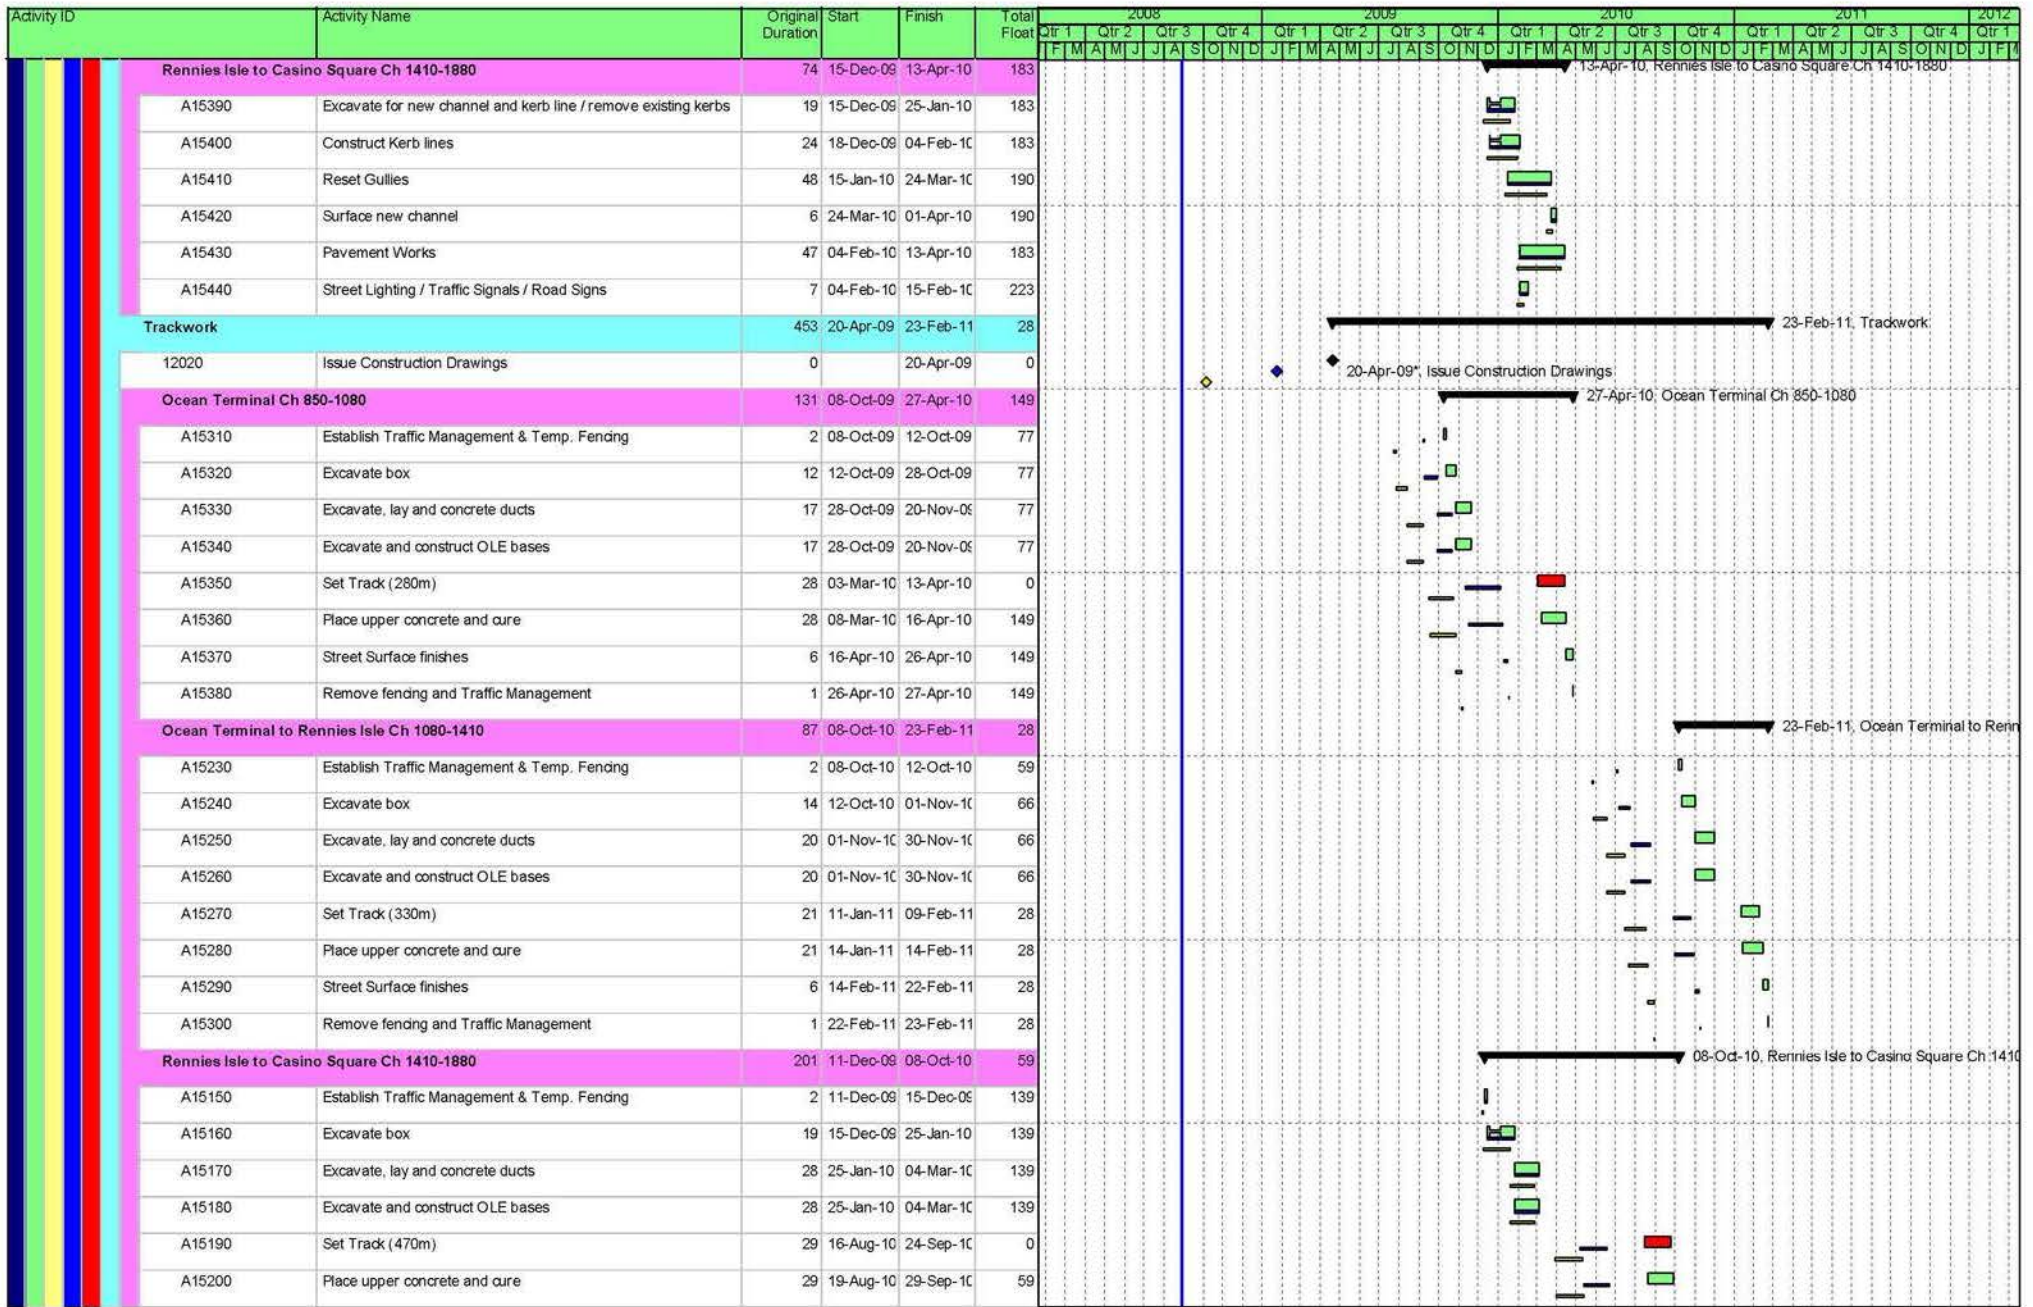 Activity ID Activity Name Original Duration Start Finish Total Float
2008 2009 2010 2011 2012
Qtr 1 Qtr 2 Qtr 3 Qtr 4 Qtr 1 Qtr 2 Qtr 3 Qtr 4 Qtr 1 Qtr 2 Qtr 3 Qtr 4 Qtr 1 Qtr 2 Qtr 3 Qtr 4 Qtr 1
F M A M J J A S O N D J F M A M J J A S O N D J F M A M J J A S O N D J F M A M J J A S O N D J F M
Rennies Isle to Casino Square Ch 1410-1880 74 15-Dec-09 13-Apr-10 183 13-Apr-10, Rennies Isle to Casino Square Ch 1410-1880
A15390 Excavate for new channel and kerb line / remove existing kerbs 19 15-Dec-09 25-Jan-10 183
A15400 Construct Kerb lines 24 18-Dec-09 04-Feb-10 183
A15410 Reset Gullies 48 15-Jan-10 24-Mar-10 190
A15420 Surface new channel 6 24-Mar-10 01-Apr-10 190
A15430 Pavement Works 47 04-Feb-10 13-Apr-10 183
A15440 Street Lighting / Traffic Signals / Road Signs 7 04-Feb-10 15-Feb-10 223
Trackwork 453 20-Apr-09 23-Feb-11 28 23-Feb-11, Trackwork
12020 Issue Construction Drawings 0 20-Apr-09 0 20-Apr-09*, Issue Construction Drawings
Ocean Terminal Ch 850-1080 131 08-Oct-09 27-Apr-10 149 27-Apr-10, Ocean Terminal Ch 850-1080
A15310 Establish Traffic Management & Temp. Fencing 2 08-Oct-09 12-Oct-09 77
A15320 Excavate box 12 12-Oct-09 28-Oct-09 77
A15330 Excavate, lay and concrete ducts 17 28-Oct-09 20-Nov-09 77
A15340 Excavate and construct OLE bases 17 28-Oct-09 20-Nov-09 77
A15350 Set Track (280m) 28 03-Mar-10 13-Apr-10 0
A15360 Place upper concrete and cure 28 08-Mar-10 16-Apr-10 149
A15370 Street Surface finishes 6 16-Apr-10 26-Apr-10 149
A15380 Remove fencing and Traffic Management 1 26-Apr-10 27-Apr-10 149
Ocean Terminal to Rennies Isle Ch 1080-1410 87 08-Oct-10 23-Feb-11 28 23-Feb-11, Ocean Terminal to Renn
A15230 Establish Traffic Management & Temp. Fencing 2 08-Oct-10 12-Oct-10 59
A15240 Excavate box 14 12-Oct-10 01-Nov-10 66
A15250 Excavate, lay and concrete ducts 20 01-Nov-10 30-Nov-10 66
A15260 Excavate and construct OLE bases 20 01-Nov-10 30-Nov-10 66
A15270 Set Track (330m) 21 11-Jan-11 09-Feb-11 28
A15280 Place upper concrete and cure 21 14-Jan-11 14-Feb-11 28
A15290 Street Surface finishes 6 14-Feb-11 22-Feb-11 28
A15300 Remove fencing and Traffic Management 1 22-Feb-11 23-Feb-11 28
Rennies Isle to Casino Square Ch 1410-1880 201 11-Dec-09 08-Oct-10 59 08-Oct-10, Rennies Isle to Casino Square Ch 1410
A15150 Establish Traffic Management & Temp. Fencing 2 11-Dec-09 15-Dec-09 139
A15160 Excavate box 19 15-Dec-09 25-Jan-10 139
A15170 Excavate, lay and concrete ducts 28 25-Jan-10 04-Mar-10 139
A15180 Excavate and construct OLE bases 28 25-Jan-10 04-Mar-10 139
A15190 Set Track (470m) 29 16-Aug-10 24-Sep-10 0
A15200 Place upper concrete and cure 29 19-Aug-10 29-Sep-10 59